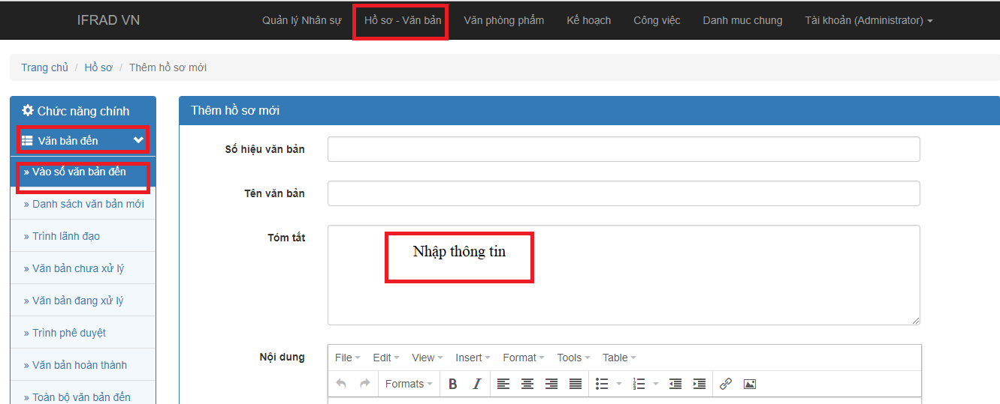 IFRAD VN Quản lý Nhân sự Hồ sơ - Văn bản Văn phòng phẩm Kế hoạch Công việc Danh muc chung Tài khoản (Administrator)
Trang chủ / Hồ sơ / Thêm hồ sơ mới
Chức năng chính
Văn bản đến
» Vào số văn bản đến
» Danh sách văn bản mới
» Trình lãnh đạo
» Văn bản chưa xử lý
» Văn bản đang xử lý
» Trình phê duyệt
» Văn bản hoàn thành
» Toàn bộ văn bản đến
Thêm hồ sơ mới
Số hiệu văn bản
Tên văn bản
Tóm tắt
Nhập thông tin
Nội dung
File Edit View Insert Format Tools Table
Formats B I